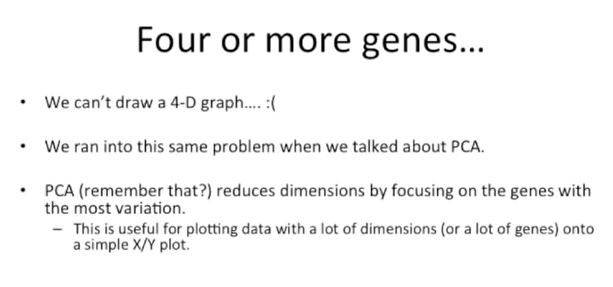 Four or more genes...
• We can't draw a 4-D graph.... :(
• We ran into this same problem when we talked about PCA.
• PCA (remember that?) reduces dimensions by focusing on the genes with
the most variation.
– This is useful for plotting data with a lot of dimensions (or a lot of genes) onto
a simple X/Y plot.